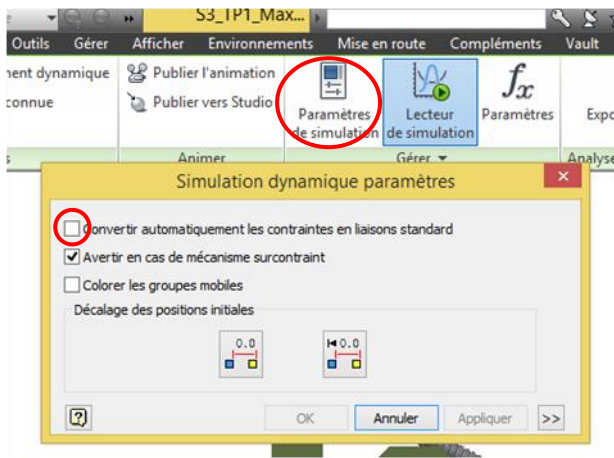 S3_TP1_Max...
Outils Gérer Afficher Environnements Mise en route Compléments Vault
dynamique Publier l'animation
connue Publier vers Studio
fx
Paramètres de simulation
Lecteur de simulation
Paramètres
Animer Gérer Analyse
Simulation dynamique paramètres
Convertir automatiquement les contraintes en liaisons standard
Avertir en cas de mécanisme surcontraint
Colorer les groupes mobiles
Décalage des positions initiales
0.0 0.0
? OK Annuler Appliquer >>